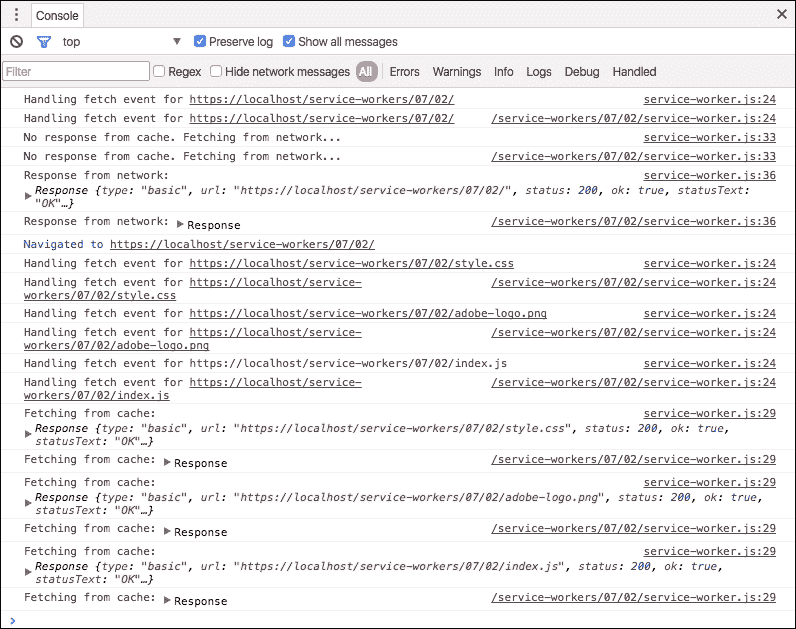 Console
top
Preserve log
Show all messages
Filter
Regex
Hide network messages
All
Errors
Warnings
Info
Logs
Debug
Handled
Handling fetch event for https://localhost/service-workers/07/02/ service-worker.js:24
Handling fetch event for https://localhost/service-workers/07/02/ /service-workers/07/02/service-worker.js:24
No response from cache. Fetching from network... service-worker.js:33
No response from cache. Fetching from network... /service-workers/07/02/service-worker.js:33
Response from network: service-worker.js:36
Response {type: "basic", url: "https://localhost/service-workers/07/02/", status: 200, ok: true, statusText:
"OK"…}
Response from network: Response /service-workers/07/02/service-worker.js:36
Navigated to https://localhost/service-workers/07/02/
Handling fetch event for https://localhost/service-workers/07/02/style.css service-worker.js:24
Handling fetch event for https://localhost/service- /service-workers/07/02/service-worker.js:24
workers/07/02/style.css
Handling fetch event for https://localhost/service-workers/07/02/adobe-logo.png service-worker.js:24
Handling fetch event for https://localhost/service- /service-workers/07/02/service-worker.js:24
workers/07/02/adobe-logo.png
Handling fetch event for https://localhost/service-workers/07/02/index.js service-worker.js:24
Handling fetch event for https://localhost/service- /service-workers/07/02/service-worker.js:24
workers/07/02/index.js
Fetching from cache: service-worker.js:29
Response {type: "basic", url: "https://localhost/service-workers/07/02/style.css", status: 200, ok: true,
statusText: "OK"…}
Fetching from cache: Response /service-workers/07/02/service-worker.js:29
Fetching from cache: service-worker.js:29
Response {type: "basic", url: "https://localhost/service-workers/07/02/adobe-logo.png", status: 200, ok: true,
statusText: "OK"…}
Fetching from cache: Response /service-workers/07/02/service-worker.js:29
Fetching from cache: service-worker.js:29
Response {type: "basic", url: "https://localhost/service-workers/07/02/index.js", status: 200, ok: true,
statusText: "OK"…}
Fetching from cache: Response /service-workers/07/02/service-worker.js:29